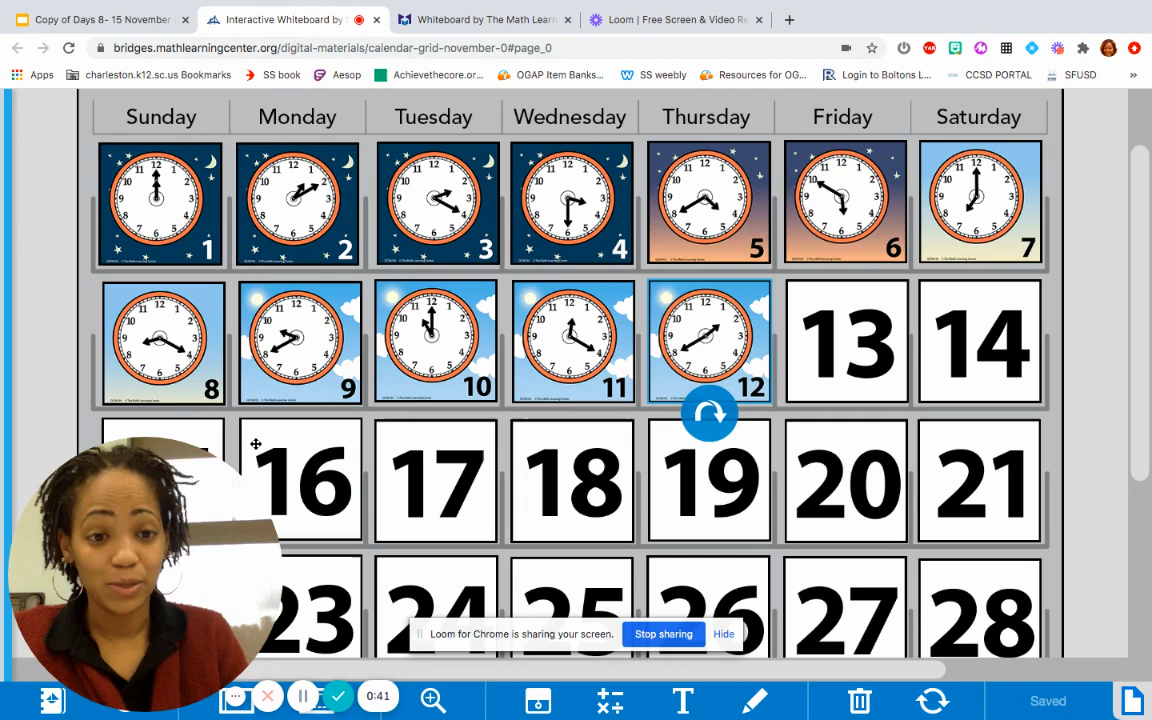 Copy of Days 8- 15 November
Interactive Whiteboard by
Whiteboard by The Math Learn
Loom | Free Screen & Video Re
bridges.mathlearningcenter.org/digital-materials/calendar-grid-november-0#page_0
Apps
charleston.k12.sc.us Bookmarks
SS book
Aesop
Achievethecore.or...
OGAP Item Banks...
SS weekly
Resources for OG...
Login to Boltons L...
CCSD PORTAL
SFUSD
»
Sunday Monday Tuesday Wednesday Thursday Friday Saturday
1 2 3 4 5 6 7
8 9 10 11 12 13 14
16 17 18 19 20 21
23 24 25 26 27 28
Loom for Chrome is sharing your screen. Stop sharing Hide
0:41
Saved